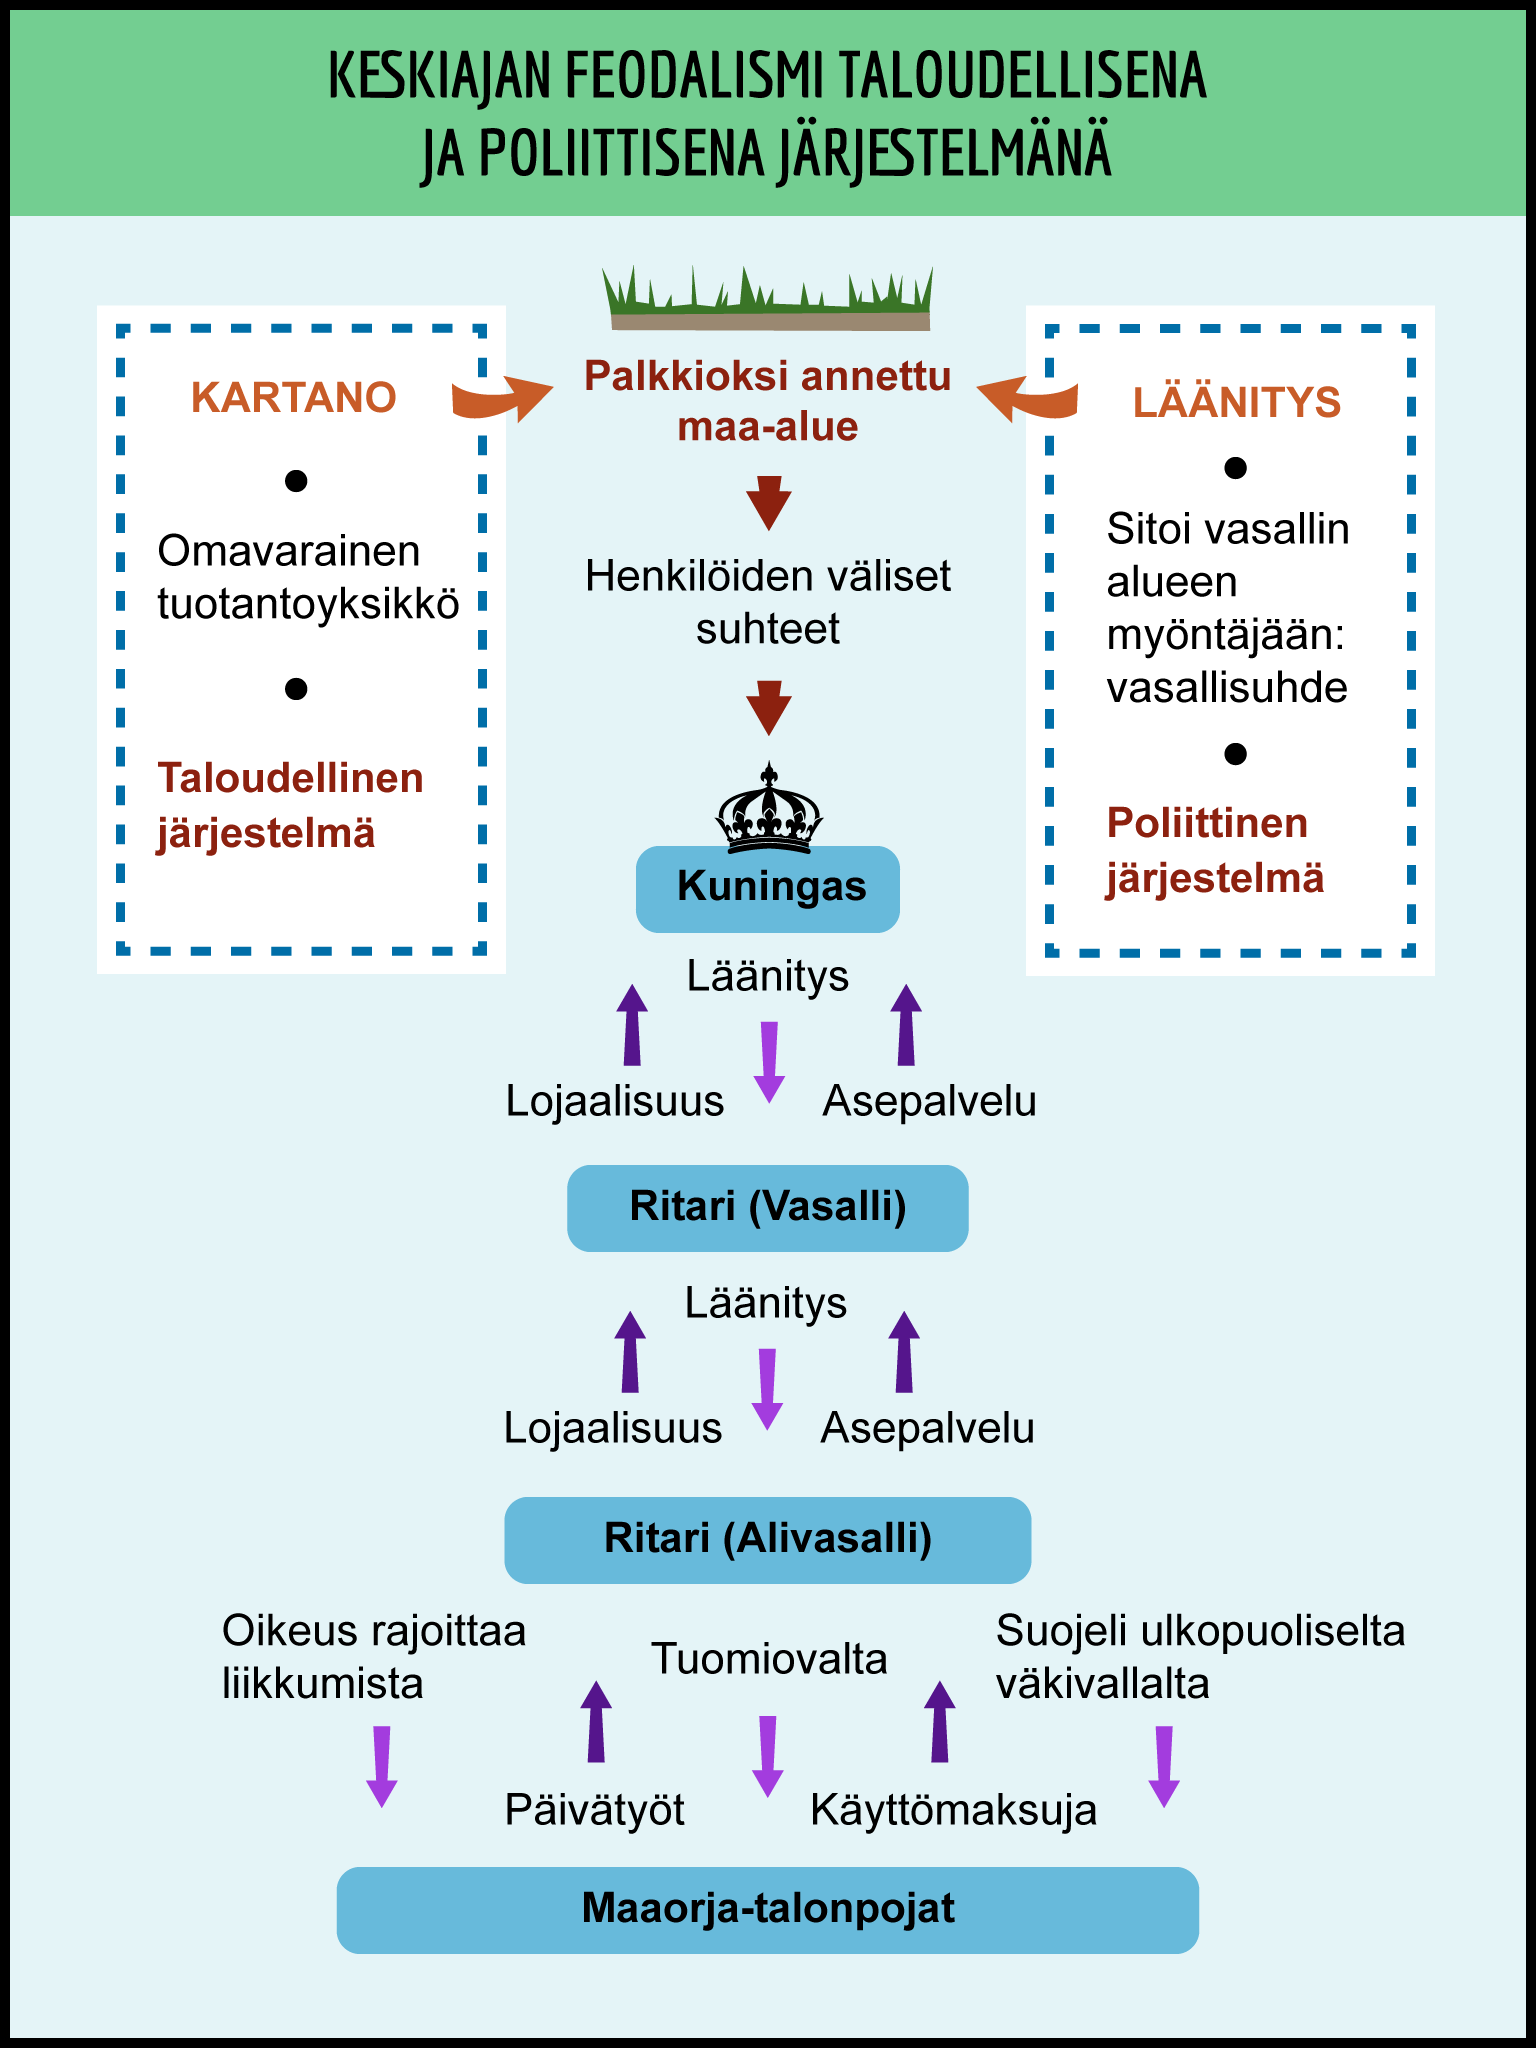 KESKIAJAN FEODALISMI TALOUDELLISENA
JA POLIITTISENA JÄRJESTELMÄNÄ
KARTANO
Omavarainen
tuotantoyksikkö
Taloudellinen
järjestelmä
Palkkioksi annettu
maa-alue
Henkilöiden väliset
suhteet
LÄÄNITYS
Sitoi vasallin
alueen
myöntäjään:
vasallisuhde
Poliittinen
järjestelmä
Kuningas
Läänitys
Lojaalisuus
Asepalvelu
Ritari (Vasalli)
Läänitys
Lojaalisuus
Asepalvelu
Ritari (Alivasalli)
Oikeus rajoittaa
liikkumista
Tuomiovalta
Suojeli ulkopuoliselta
väkivallalta
Päivätyöt
Käyttömaksuja
Maaorja-talonpojat